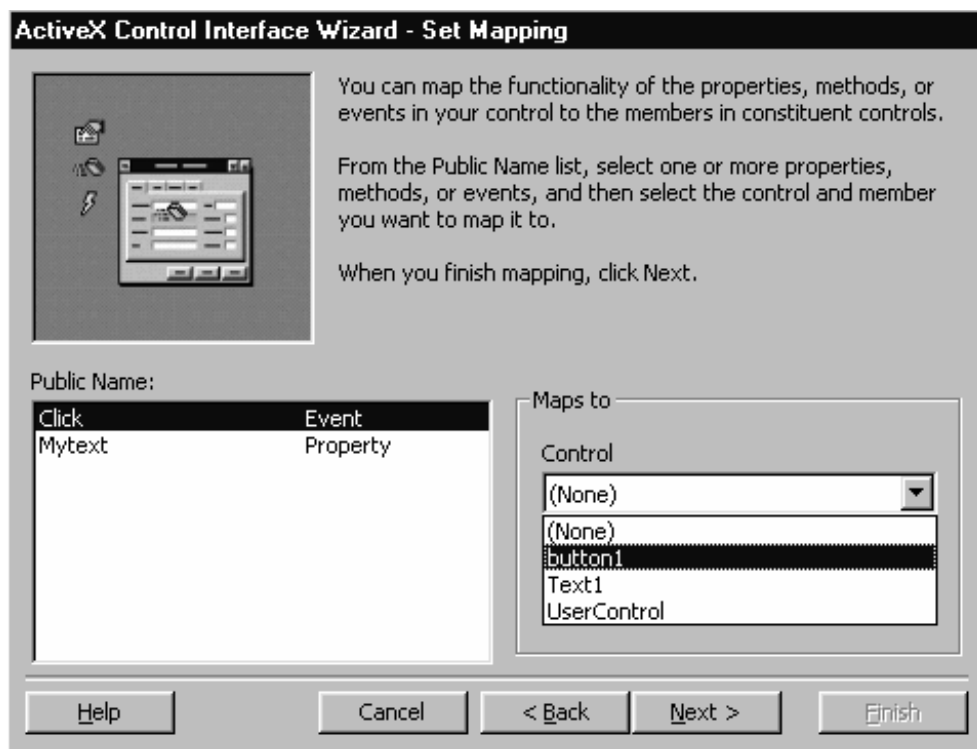 ActiveX Control Interface Wizard - Set Mapping
You can map the functionality of the properties, methods, or
events in your control to the members in constituent controls.
From the Public Name list, select one or more properties,
methods, or events, and then select the control and member
you want to map it to.
When you finish mapping, click Next.
Public Name:
Click Event
Mytext Property
Maps to
Control
(None)
(None)
button1
Text1
UserControl
Help
Cancel
< Back
Next >
Finish